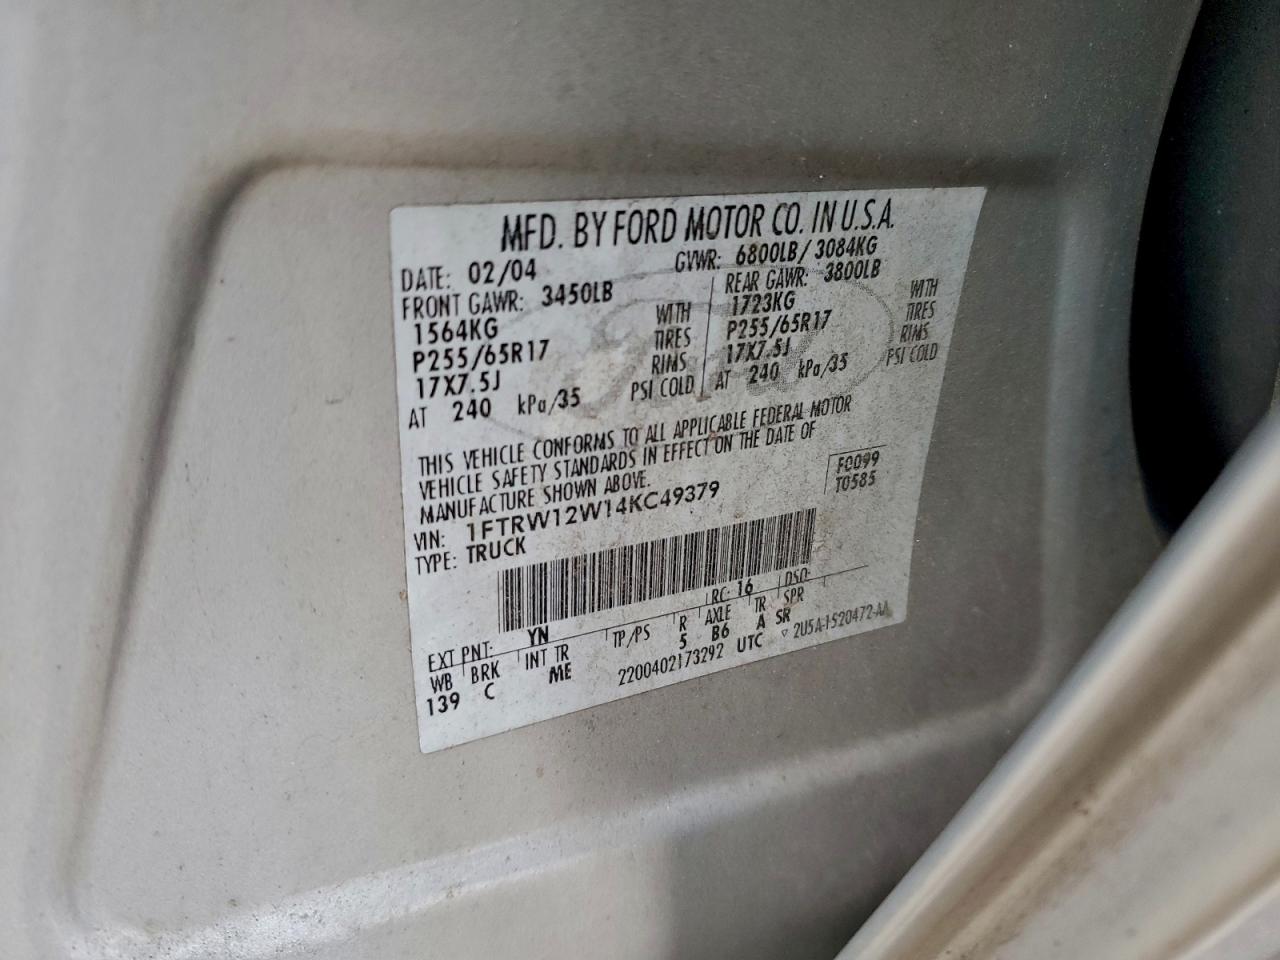 MFD. BY FORD MOTOR CO. IN U.S.A.
DATE: 02/04 GVWR: 6800LB/ 3084KG
FRONT GAWR: 3450LB REAR GAWR: 3800LB
1564KG WITH 1723KG WITH
P255/65R17 TIRES P255/65R17 TIRES
17X7.5J RIMS 17X7.5J RIMS
AT 240 kPa/35 PSI COLD AT 240 kPa/35 PSI COLD
THIS VEHICLE CONFORMS TO ALL APPLICABLE FEDERAL MOTOR
VEHICLE SAFETY STANDARDS IN EFFECT ON THE DATE OF
MANUFACTURE SHOWN ABOVE.
VIN: 1FTRW12W14KC49379 F0099
TYPE: TRUCK T0585
RC: 16 DSO:
EXT PNT: YN
WB BRK INT TR TP/PS R AXLE TR SPR
139 C ME 5 B6 A SR
2200402173292 UTC ▽ 2U5A-1520472-AA